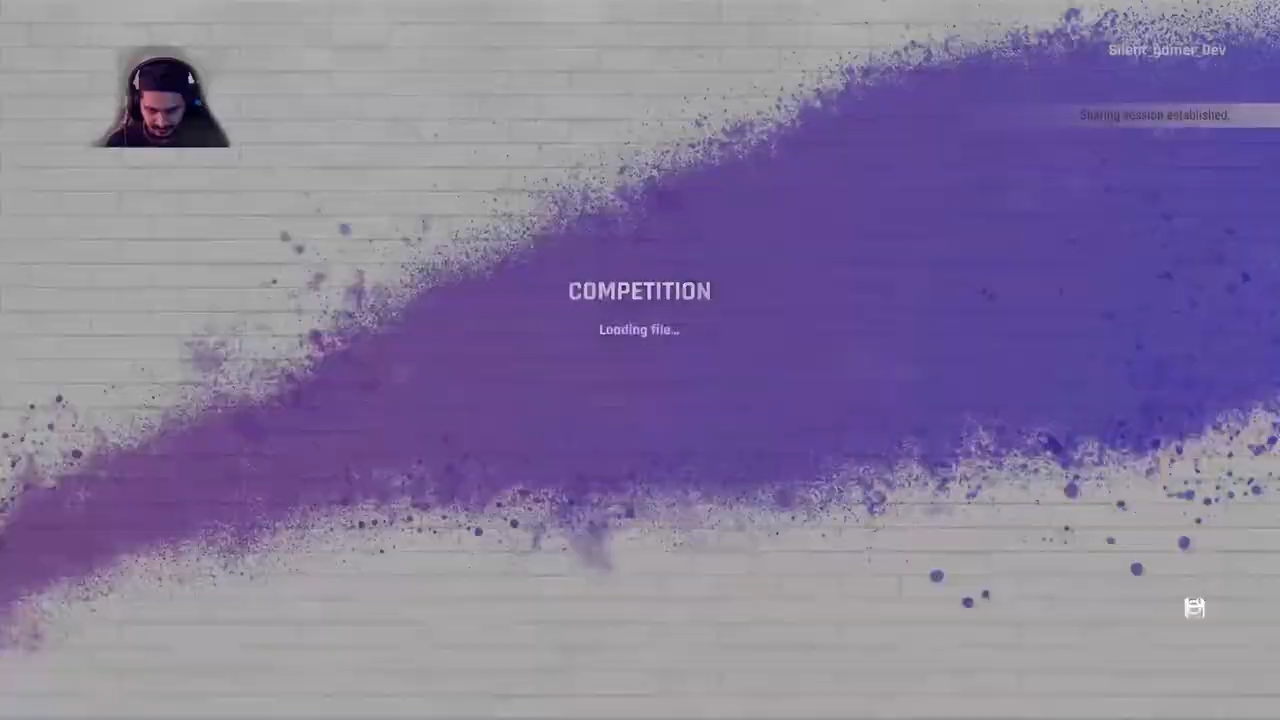 Silent_gamer_Dev
Sharing session established.
COMPETITION
Loading file...